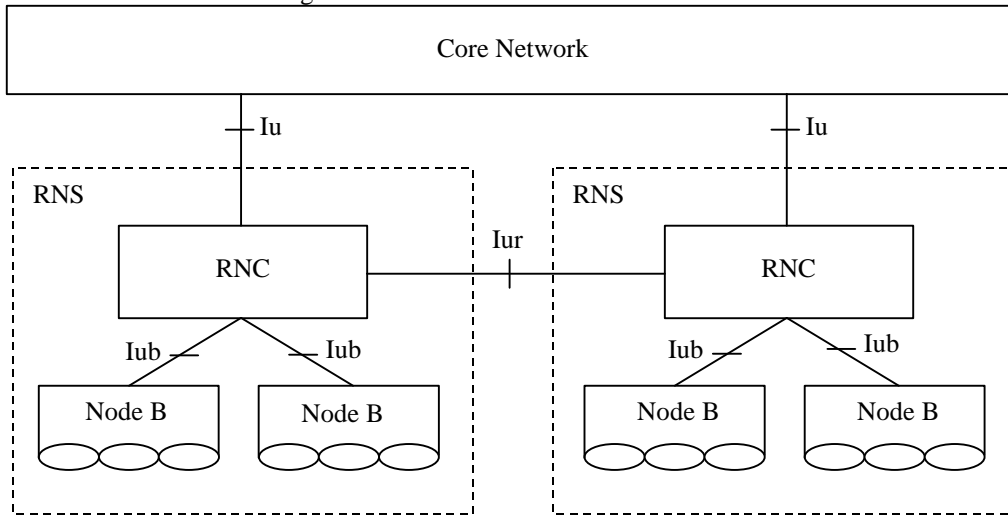 Core Network
Iu
Iu
RNS
RNS
Iur
RNC
RNC
Iub
Iub
Iub
Iub
Node B
Node B
Node B
Node B